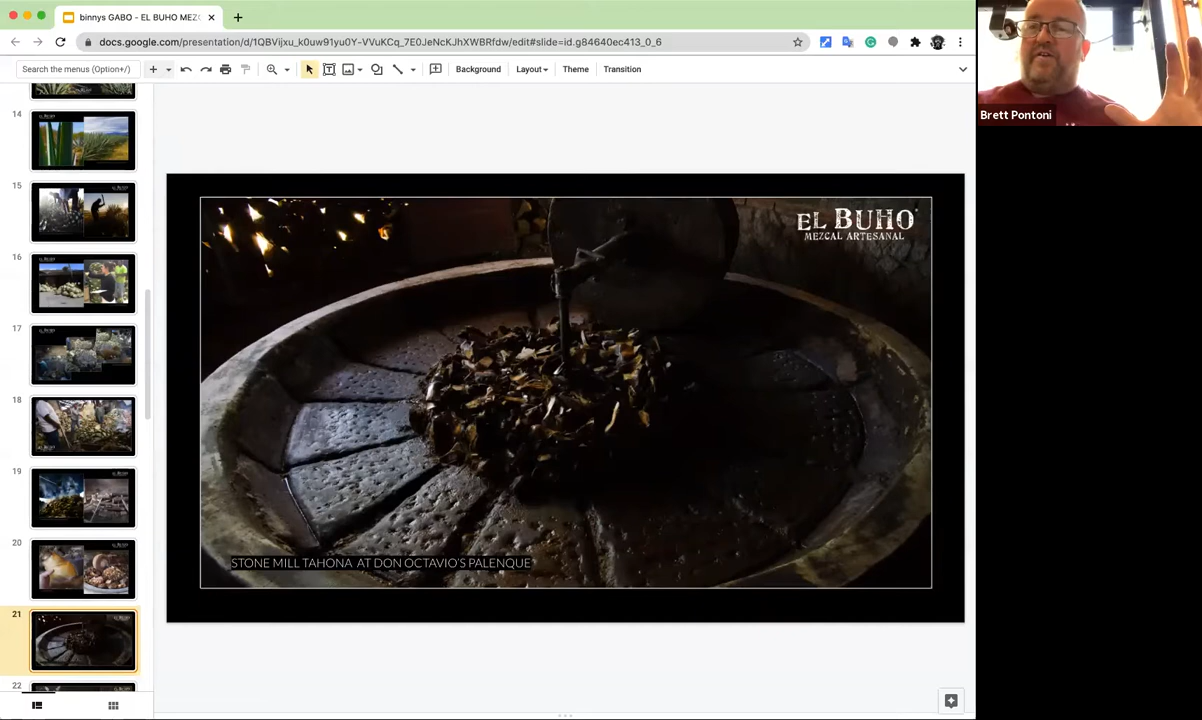 binnys GABO - EL BUHO MEZC
docs.google.com/presentation/d/1QBVijxu_k0uw91yu0Y-VVuKCq_7E0JeNcKJhXWBRfdw/edit#slide=id.g84640ec413_0_6
Search the menus (Option+/)
Background
Layout
Theme
Transition
Brett Pontoni
14
15
16
17
18
19
20
21
22
EL BUHO
MEZCAL ARTESANAL
STONE MILL TAHONA AT DON OCTAVIO'S PALENQUE